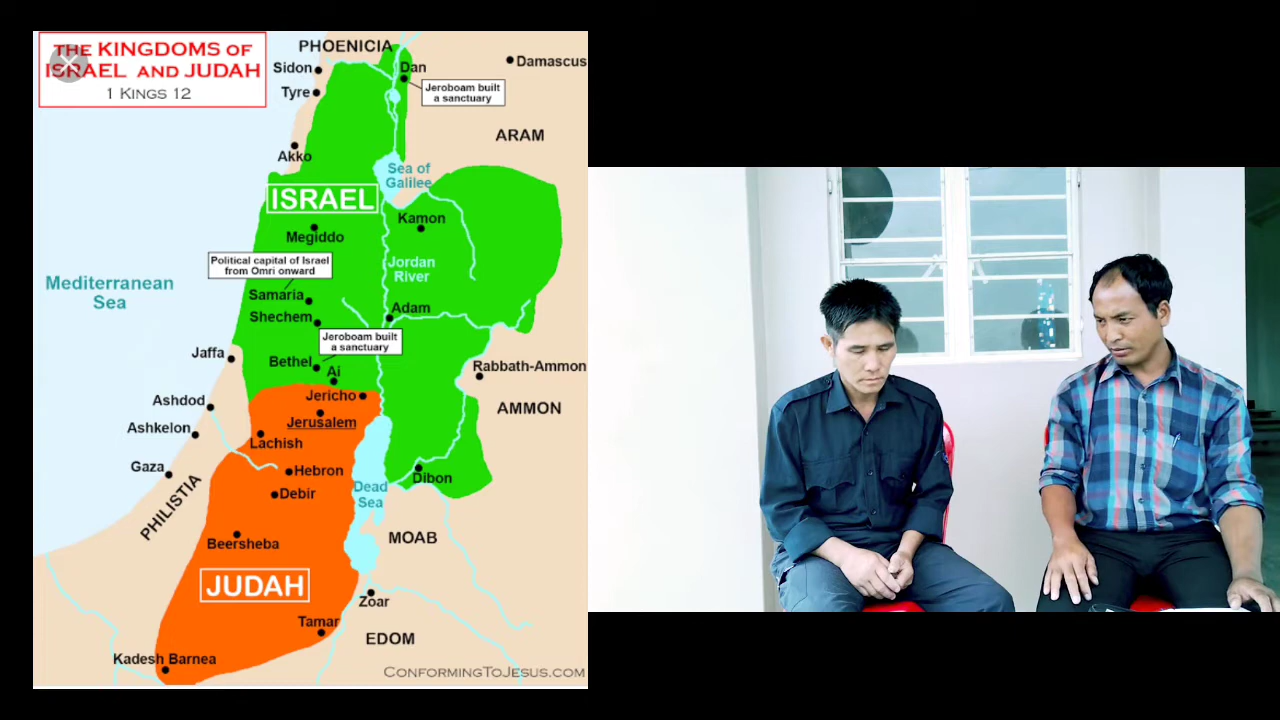 THE KINGDOMS OF
ISRAEL AND JUDAH
1 KINGS 12
PHOENICIA
Sidon
Dan
Damascus
Tyre
Jeroboam built
a sanctuary
ARAM
Akko
Sea of
Galilee
ISRAEL
Kamon
Megiddo
Political capital of Israel
from Omri onward
Jordan
River
Mediterranean
Sea
Samaria
Adam
Shechem
Jeroboam built
a sanctuary
Jaffa
Bethel
Ai
Rabbath-Ammon
Jericho
Ashdod
AMMON
Jerusalem
Ashkelon
Lachish
Gaza
Hebron
Dibon
Debir
Dead
Sea
PHILISTIA
MOAB
Beersheba
JUDAH
Zoar
Tamar
EDOM
Kadesh Barnea
CONFORMINGTOJESUS.COM